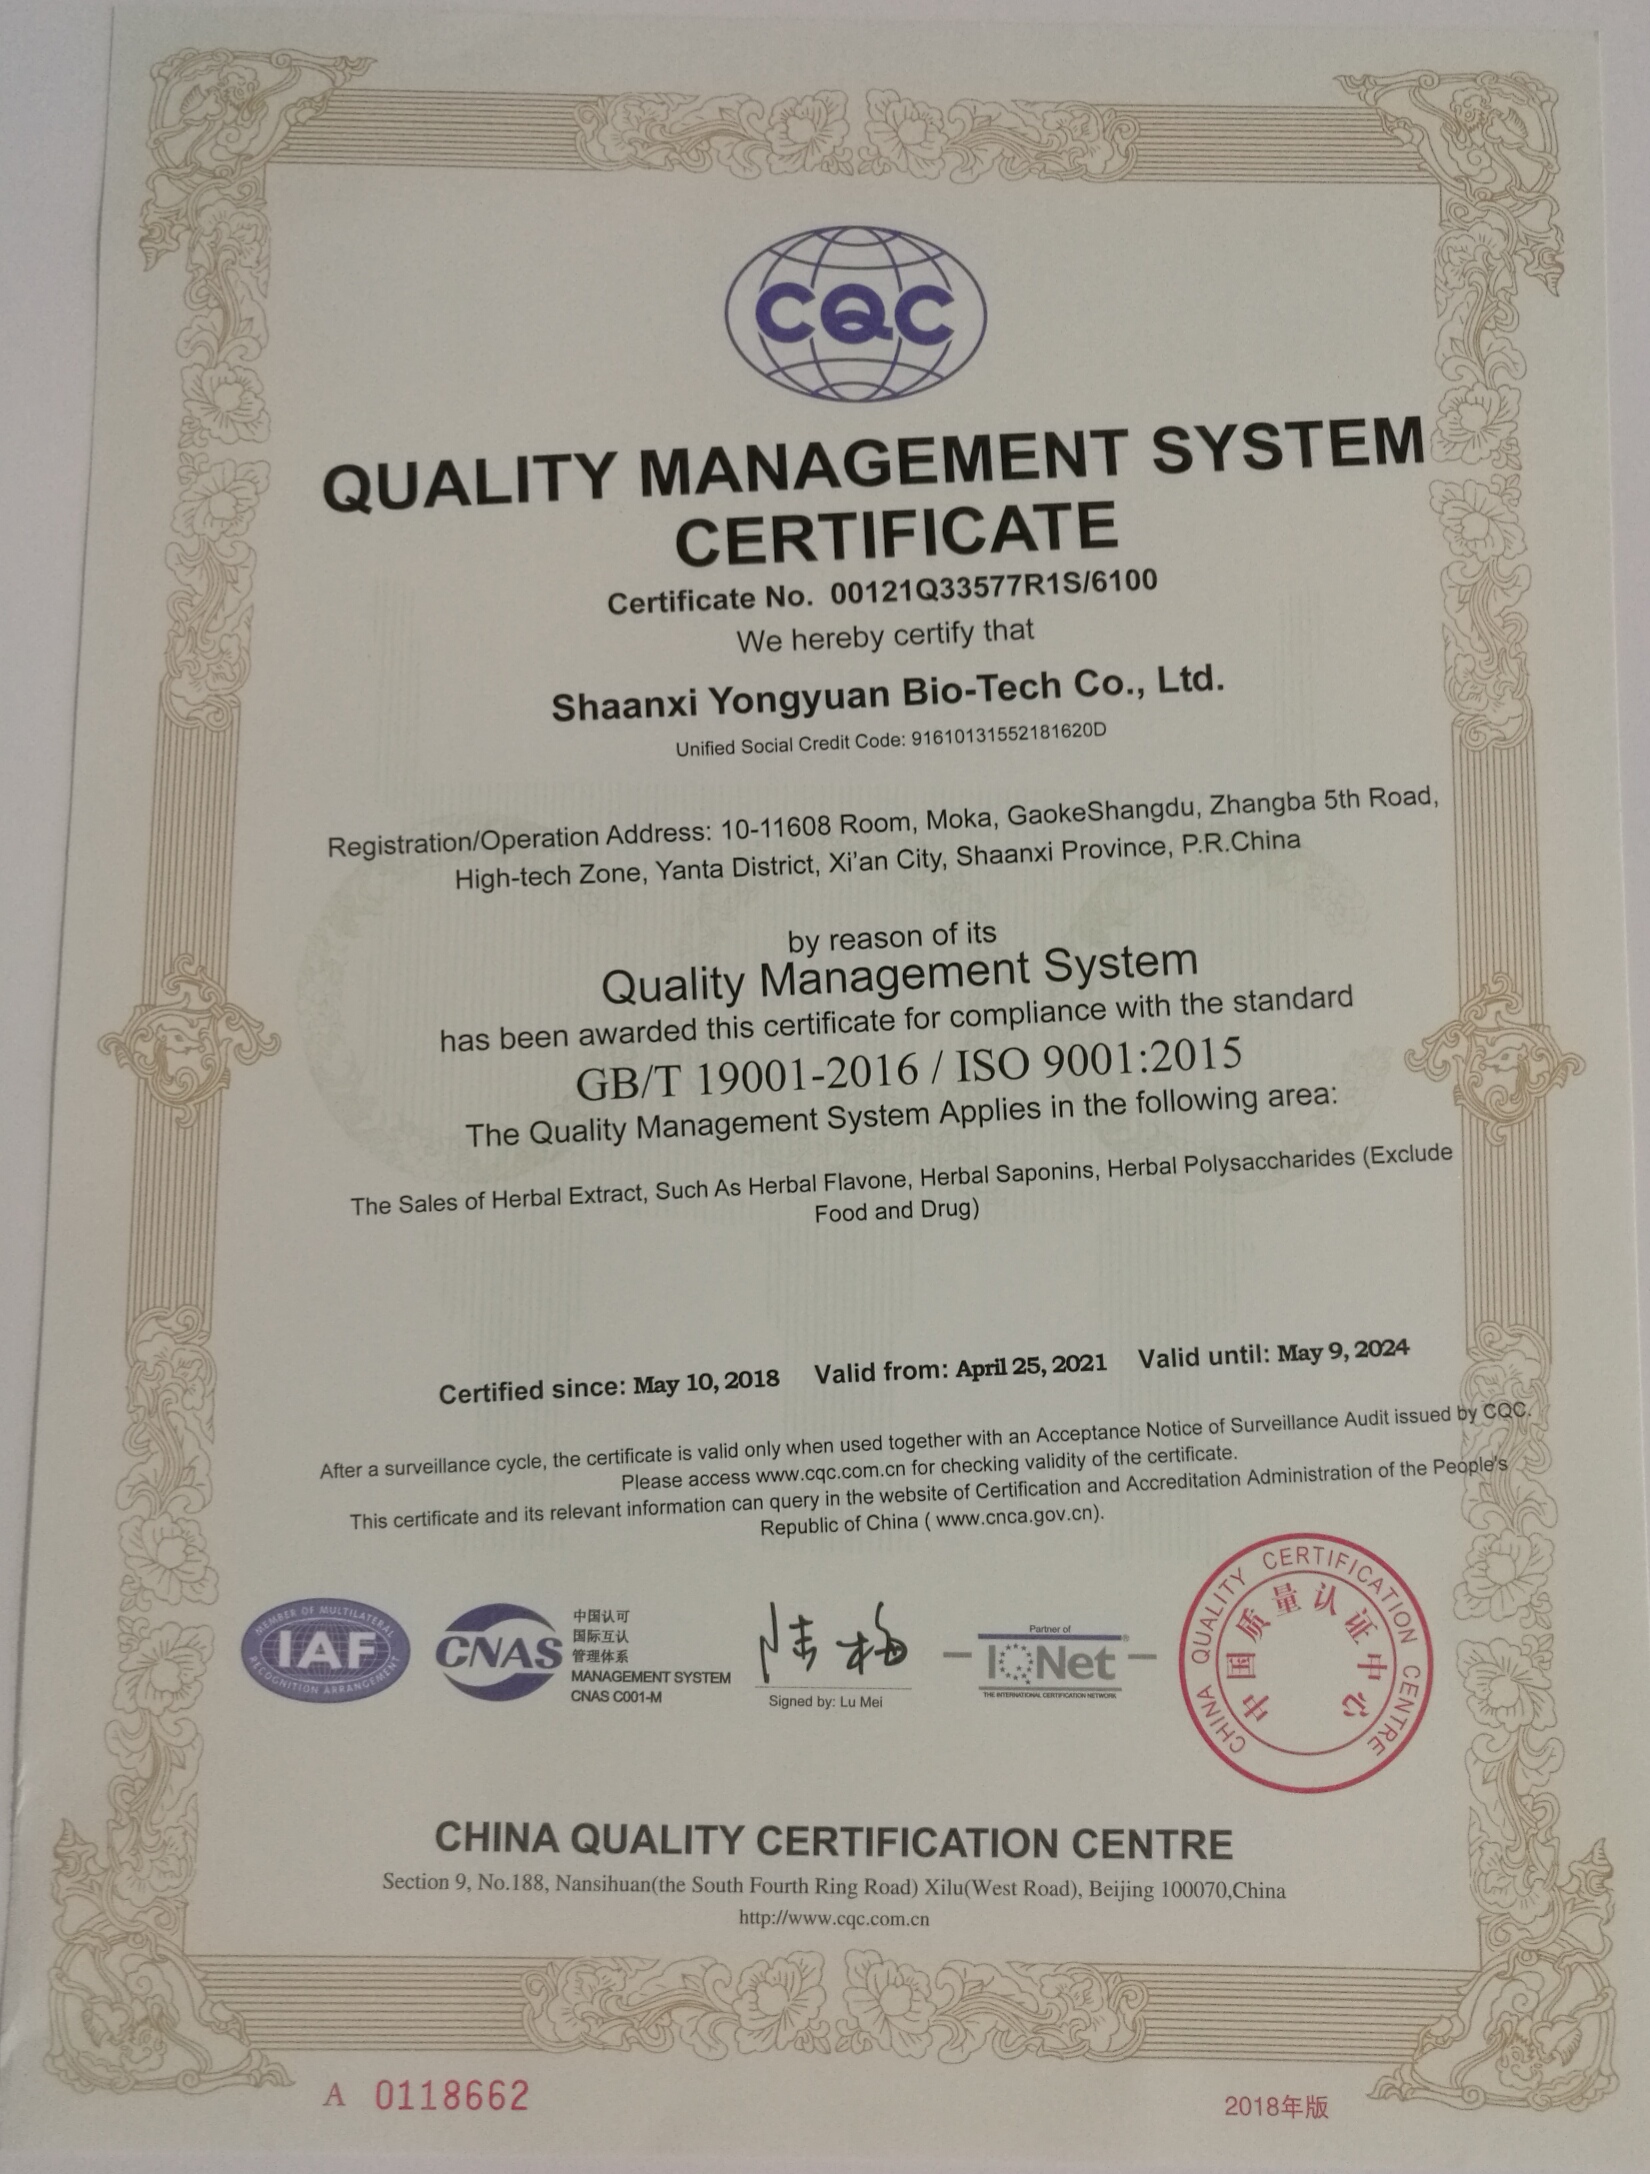 CQC
QUALITY MANAGEMENT SYSTEM
CERTIFICATE
Certificate No. 00121Q33577R1S/6100
We hereby certify that
Shaanxi Yongyuan Bio-Tech Co., Ltd.
Unified Social Credit Code: 91610131552181620D
Registration/Operation Address: 10-11608 Room, Moka, GaokeShangdu, Zhangba 5th Road,
High-tech Zone, Yanta District, Xi'an City, Shaanxi Province, P.R.China
by reason of its
Quality Management System
has been awarded this certificate for compliance with the standard
GB/T 19001-2016 / ISO 9001:2015
The Quality Management System Applies in the following area:
The Sales of Herbal Extract, Such As Herbal Flavone, Herbal Saponins, Herbal Polysaccharides (Exclude
Food and Drug)
Certified since: May 10, 2018 Valid from: April 25, 2021 Valid until: May 9, 2024
After a surveillance cycle, the certificate is valid only when used together with an Acceptance Notice of Surveillance Audit issued by CQC.
Please access www.cqc.com.cn for checking validity of the certificate.
This certificate and its relevant information can query in the website of Certification and Accreditation Administration of the People's
Republic of China ( www.cnca.gov.cn).
MEMBER OF MULTILATERAL
IAF
RECOGNITION ARRANGEMENT
CNAS
中国认可
国际互认
管理体系
MANAGEMENT SYSTEM
CNAS C001-M
陆梅
Signed by: Lu Mei
Partner of
IQNet ®
THE INTERNATIONAL CERTIFICATION NETWORK
CHINA QUALITY CERTIFICATION CENTRE
中国质量认证中心
CHINA QUALITY CERTIFICATION CENTRE
Section 9, No.188, Nansihuan(the South Fourth Ring Road) Xilu(West Road), Beijing 100070,China
http://www.cqc.com.cn
A 0118662
2018年版